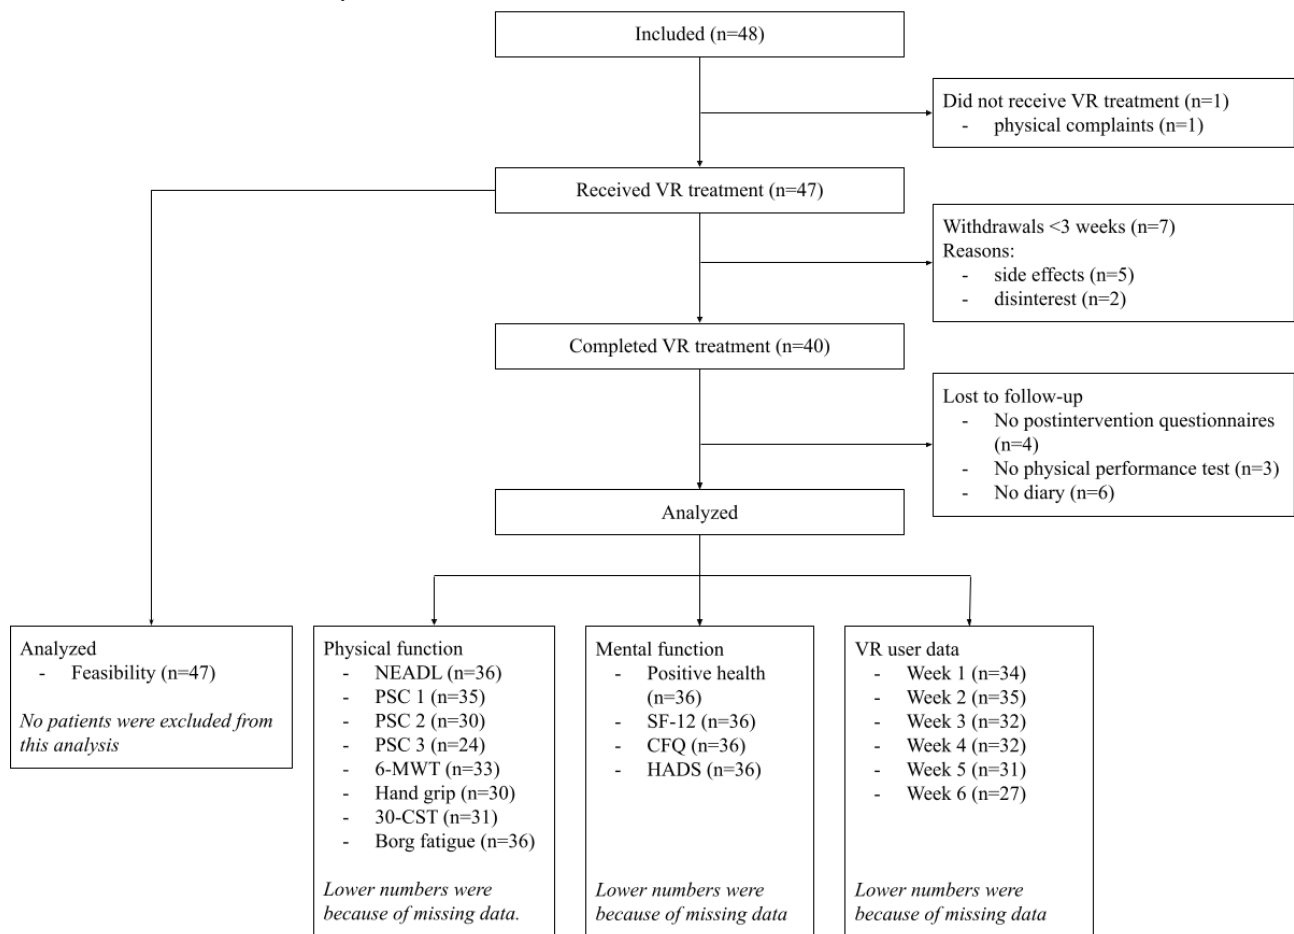 Included (n=48)
Did not receive VR treatment (n=1)
- physical complaints (n=1)
Received VR treatment (n=47)
Withdrawals <3 weeks (n=7)
Reasons:
- side effects (n=5)
- disinterest (n=2)
Completed VR treatment (n=40)
Lost to follow-up
- No postintervention questionnaires
(n=4)
- No physical performance test (n=3)
- No diary (n=6)
Analyzed
Analyzed
- Feasibility (n=47)
No patients were excluded from
this analysis
Physical function
- NEADL (n=36)
- PSC 1 (n=35)
- PSC 2 (n=30)
- PSC 3 (n=24)
- 6-MWT (n=33)
- Hand grip (n=30)
- 30-CST (n=31)
- Borg fatigue (n=36)
Lower numbers were
because of missing data.
Mental function
- Positive health
(n=36)
- SF-12 (n=36)
- CFQ (n=36)
- HADS (n=36)
Lower numbers were
because of missing data
VR user data
- Week 1 (n=34)
- Week 2 (n=35)
- Week 3 (n=32)
- Week 4 (n=32)
- Week 5 (n=31)
- Week 6 (n=27)
Lower numbers were
because of missing data